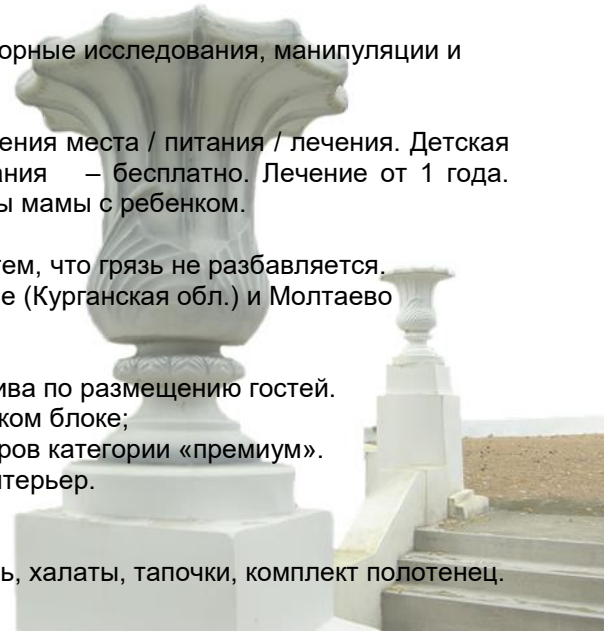 орные исследования, манипуляции и
ения места / питания / лечения. Детская
ания – бесплатно. Лечение от 1 года.
ы мамы с ребенком.
тем, что грязь не разбавляется.
е (Курганская обл.) и Молтаево
ива по размещению гостей.
ком блоке;
ров категории «премиум».
нтерьер.
ь, халаты, тапочки, комплект полотенец.